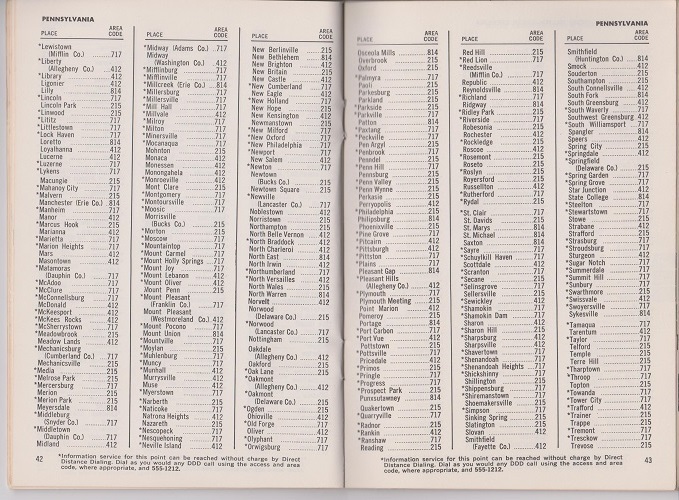 PENNSYLVANIA
PLACE AREA CODE
*Lewistown
(Mifflin Co.) 717
*Liberty
(Allegheny Co.) 412
*Library 412
Ligonier 412
Lilly 814
*Lincoln 717
Lincoln Park 215
*Linwood 215
Lititz 717
*Littlestown 717
*Lock Haven 717
Loretto 814
Loyalhanna 412
Lucerne 412
*Luzerne 717
*Lykens 717
Macungie 215
*Mahanoy City 717
Malvern 215
Manchester (Erie Co.) 814
*Manheim 717
Manor 412
*Marcus Hook 215
Marianna 412
*Marietta 717
*Marion Heights 717
Mars 412
Masontown 412
*Matamoras
(Dauphin Co.) 717
*McAdoo 717
*McClure 717
*McConnellsburg 717
*McDonald 412
*McKeesport 412
*McKees Rocks 412
*McSherrytown 717
*Meadowbrook 215
Meadow Lands 412
*Mechanicsburg
(Cumberland Co.) 717
*Mechanicsville 215
*Media 215
*Melrose Park 215
*Mercersburg 717
Merion 215
Merion Park 215
Meyersdale 814
*Middleburg
(Snyder Co.) 717
*Middletown
(Dauphin Co.) 717
Midland 412
PLACE AREA CODE
*Midway (Adams Co.) 717
Midway
(Washington Co.) 412
*Mifflinburg 717
*Mifflinville 717
*Millcreek (Erie Co.) 814
*Millersburg 717
*Millersville 717
*Mill Hall 717
*Millvale 412
*Milroy 717
*Milton 717
*Minersville 717
*Mocanaqua 717
Mohnton 215
Monaca 412
Monessen 412
Monongahela 412
*Monroeville 412
Mont Clare 215
*Montgomery 717
*Montoursville 717
*Moosic 717
*Morrisville
(Bucks Co.) 215
*Morton 215
*Moscow 717
*Mountaintop 717
*Mount Carmel 717
*Mount Holly Springs 717
*Mount Joy 717
*Mount Lebanon 412
*Mount Oliver 412
*Mount Penn 215
*Mount Pleasant
(Franklin Co.) 717
Mount Pleasant
(Westmoreland Co.) 412
*Mount Pocono 717
Mount Union 814
*Mountville 717
*Moylan 215
*Muhlenburg 717
*Muncy 717
*Munhall 412
Murrysville 412
Muse 412
*Myerstown 717
*Narberth 215
*Naticoke 717
Natrona Heights 412
Nazareth 215
*Nescopeck 717
*Nesquehoning 717
*Neville Island 412
PLACE AREA CODE
New Berlinville 215
New Bethlehem 814
New Brighton 412
New Britain 215
New Castle 412
*New Cumberland 717
New Eagle 412
*New Holland 717
New Hope 215
New Kensington 412
Newmanstown 215
*New Milford 717
*New Oxford 717
*New Philadelphia 717
*Newport 717
New Salem 412
*Newton 717
Newtown
(Bucks Co.) 215
*Newtown Square 215
*Newville
(Lancaster Co.) 717
Noblestown 412
Norristown 215
Northampton 215
North Belle Vernon 412
*North Braddock 412
North Charleroi 412
North East 814
North Irwin 412
*Northumberland 717
*North Versailles 412
North Wales 215
North Warren 814
Norvelt 412
Norwood
(Delaware Co.) 215
*Norwood
(Lancaster Co.) 717
Nottingham 215
Oakdale
(Allegheny Co.) 412
Oakford 215
*Oak Lane 215
*Oakmont
(Allegheny Co.) 412
*Oakmont
(Delaware Co.) 215
*Ogden 215
Ohioville 412
*Old Forge 717
Oliver 412
*Olyphant 717
*Orwigsburg 717
*Information service for this point can be reached without charge by Direct
Distance Dialing. Dial as you would any DDD call using the access and area
code, where appropriate, and 555-1212.
42
PENNSYLVANIA
PLACE AREA CODE
Osceola Mills 814
Overbrook 215
Oxford 215
*Palmyra 717
Paoli 215
Parkesburg 215
Parkland 215
*Parkside 215
*Parkville 717
Patton 814
*Paxtang 717
*Peckville 717
Pen Argyl 215
*Penbrook 717
Penndel 215
*Penn Hill 717
Pennsburg 215
*Penn Valley 215
*Penn Wynne 215
Perkasie 215
Perryopolis 412
*Philadelphia 215
Philipsburg 814
Phoenixville 215
*Pine Grove 717
*Pitcairn 412
*Pittsburgh 412
*Pittston 717
*Plains 717
Pleasant Gap 814
*Pleasant Hills
(Allegheny Co.) 412
*Plymouth 717
Plymouth Meeting 215
Point Marion 412
Pomeroy 215
Portage 814
*Port Carbon 717
*Port Vue 412
Pottstown 215
*Pottsville 717
Pricedale 412
*Primos 215
*Pringle 717
*Progress 717
*Prospect Park 215
Punxsutawney 814
Quakertown 215
*Quarryville 717
*Radnor 215
*Rankin 412
*Ranshaw 717
Reading 215
PLACE AREA CODE
Red Hill 215
*Red Lion 717
*Reedsville
(Mifflin Co.) 717
Republic 412
Reynoldsville 814
*Richland 717
Ridgway 814
*Ridley Park 215
*Riverside 717
Robesonia 215
Rochester 412
*Rockledge 215
Roscoe 412
*Rosemont 215
Roseto 215
*Roslyn 215
Royersford 215
Russellton 412
*Rutherford 717
*Rydal 215
*St. Clair 717
St. Davids 215
St. Marys 814
St. Michael 814
Saxton 814
*Sayre 717
*Schuylkill Haven 717
Scottdale 412
*Scranton 717
*Secane 215
*Selinsgrove 717
Sellersville 215
*Sewickley 412
*Shamokin 717
*Shamokin Dam 717
Sharon 412
*Sharon Hill 215
*Sharpsburg 412
Sharpsville 412
*Shavertown 717
*Shenandoah 717
*Shenandoah Heights 717
*Shickshinny 717
Shillington 215
*Shippensburg 717
*Shiremanstown 717
Shoemakersville 215
*Simpson 717
Sinking Spring 215
Slatington 215
Slovan 412
Smithfield
(Fayette Co.) 412
PLACE AREA CODE
Smithfield
(Huntington Co.) 814
Smock 412
Souderton 215
Southampton 215
South Connellsville 412
South Fork 814
South Greensburg 412
*South Waverly 717
Southwest Greensburg 412
*South Williamsport 717
Spangler 814
Speers 412
Spring City 215
*Springdale 412
*Springfield
(Delaware Co.) 215
*Spring Garden 717
*Spring Grove 717
Star Junction 412
State College 814
*Steelton 717
*Stewartstown 717
Stowe 215
Strabane 412
Strafford 215
*Strasburg 717
*Stroudsburg 717
Sturgeon 412
*Sugar Notch 717
*Summerdale 717
*Summit Hill 717
*Sunbury 717
*Swarthmore 215
*Swissvale 412
*Swoyersville 717
Sykesville 814
*Tamaqua 717
Tarentum 412
*Taylor 717
Telford 215
Temple 215
Terre Hill 215
*Tharptown 717
*Throop 717
Topton 215
*Towanda 717
*Tower City 717
*Trafford 412
*Trainer 215
Trappe 215
*Tremont 717
*Tresckow 717
Trevose 215
*Information service for this point can be reached without charge by Direct
Distance Dialing. Dial as you would any DDD call using the access and area
code, where appropriate, and 555-1212.
43